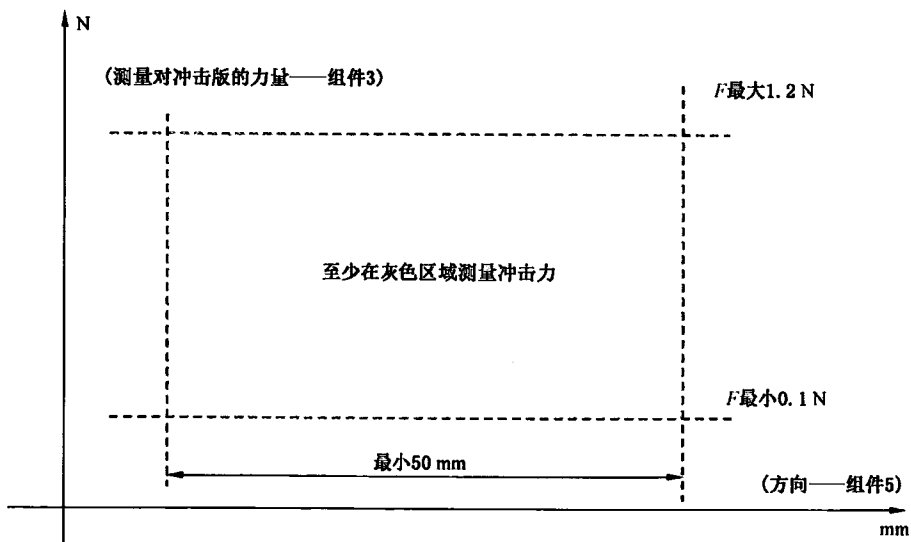 N
(测量对冲击版的力量——组件3)
F最大1.2 N
至少在灰色区域测量冲击力
F最小0.1 N
最小50 mm
(方向——组件5)
mm